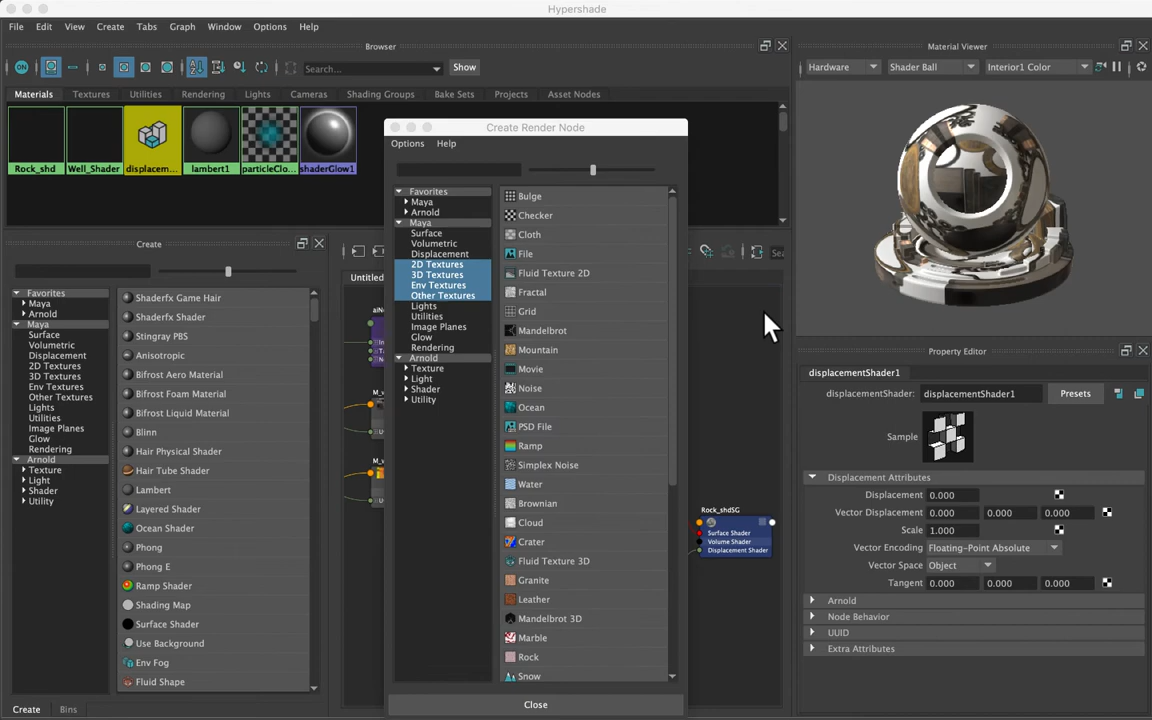 Hypershade
File Edit View Create Tabs Graph Window Options Help
Browser
ON Search... Show
Materials Textures Utilities Rendering Lights Cameras Shading Groups Bake Sets Projects Asset Nodes
Rock_shd Well_Shader displacem... lambert1 particleClo... shaderGlow1
Create
Favorites
Maya
Arnold
Maya
Surface
Volumetric
Displacement
2D Textures
3D Textures
Env Textures
Other Textures
Lights
Utilities
Image Planes
Glow
Rendering
Arnold
Texture
Light
Shader
Utility
Shaderfx Game Hair
Shaderfx Shader
Stingray PBS
Anisotropic
Bifrost Aero Material
Bifrost Foam Material
Bifrost Liquid Material
Blinn
Hair Physical Shader
Hair Tube Shader
Lambert
Layered Shader
Ocean Shader
Phong
Phong E
Ramp Shader
Shading Map
Surface Shader
Use Background
Env Fog
Fluid Shape
Create Bins
Untitled
Create Render Node
Options Help
Favorites
Maya
Arnold
Maya
Surface
Volumetric
Displacement
2D Textures
3D Textures
Env Textures
Other Textures
Lights
Utilities
Image Planes
Glow
Rendering
Arnold
Texture
Light
Shader
Utility
Bulge
Checker
Cloth
File
Fluid Texture 2D
Fractal
Grid
Mandelbrot
Mountain
Movie
Noise
Ocean
PSD File
Ramp
Simplex Noise
Water
Brownian
Cloud
Crater
Fluid Texture 3D
Granite
Leather
Mandelbrot 3D
Marble
Rock
Snow
Close
Rock_shdSG
Surface Shader
Volume Shader
Displacement Shader
Material Viewer
Hardware Shader Ball Interior1 Color
Property Editor
displacementShader1
displacementShader: displacementShader1 Presets
Sample
Displacement Attributes
Displacement 0.000
Vector Displacement 0.000 0.000 0.000
Scale 1.000
Vector Encoding Floating-Point Absolute
Vector Space Object
Tangent 0.000 0.000 0.000
Arnold
Node Behavior
UUID
Extra Attributes